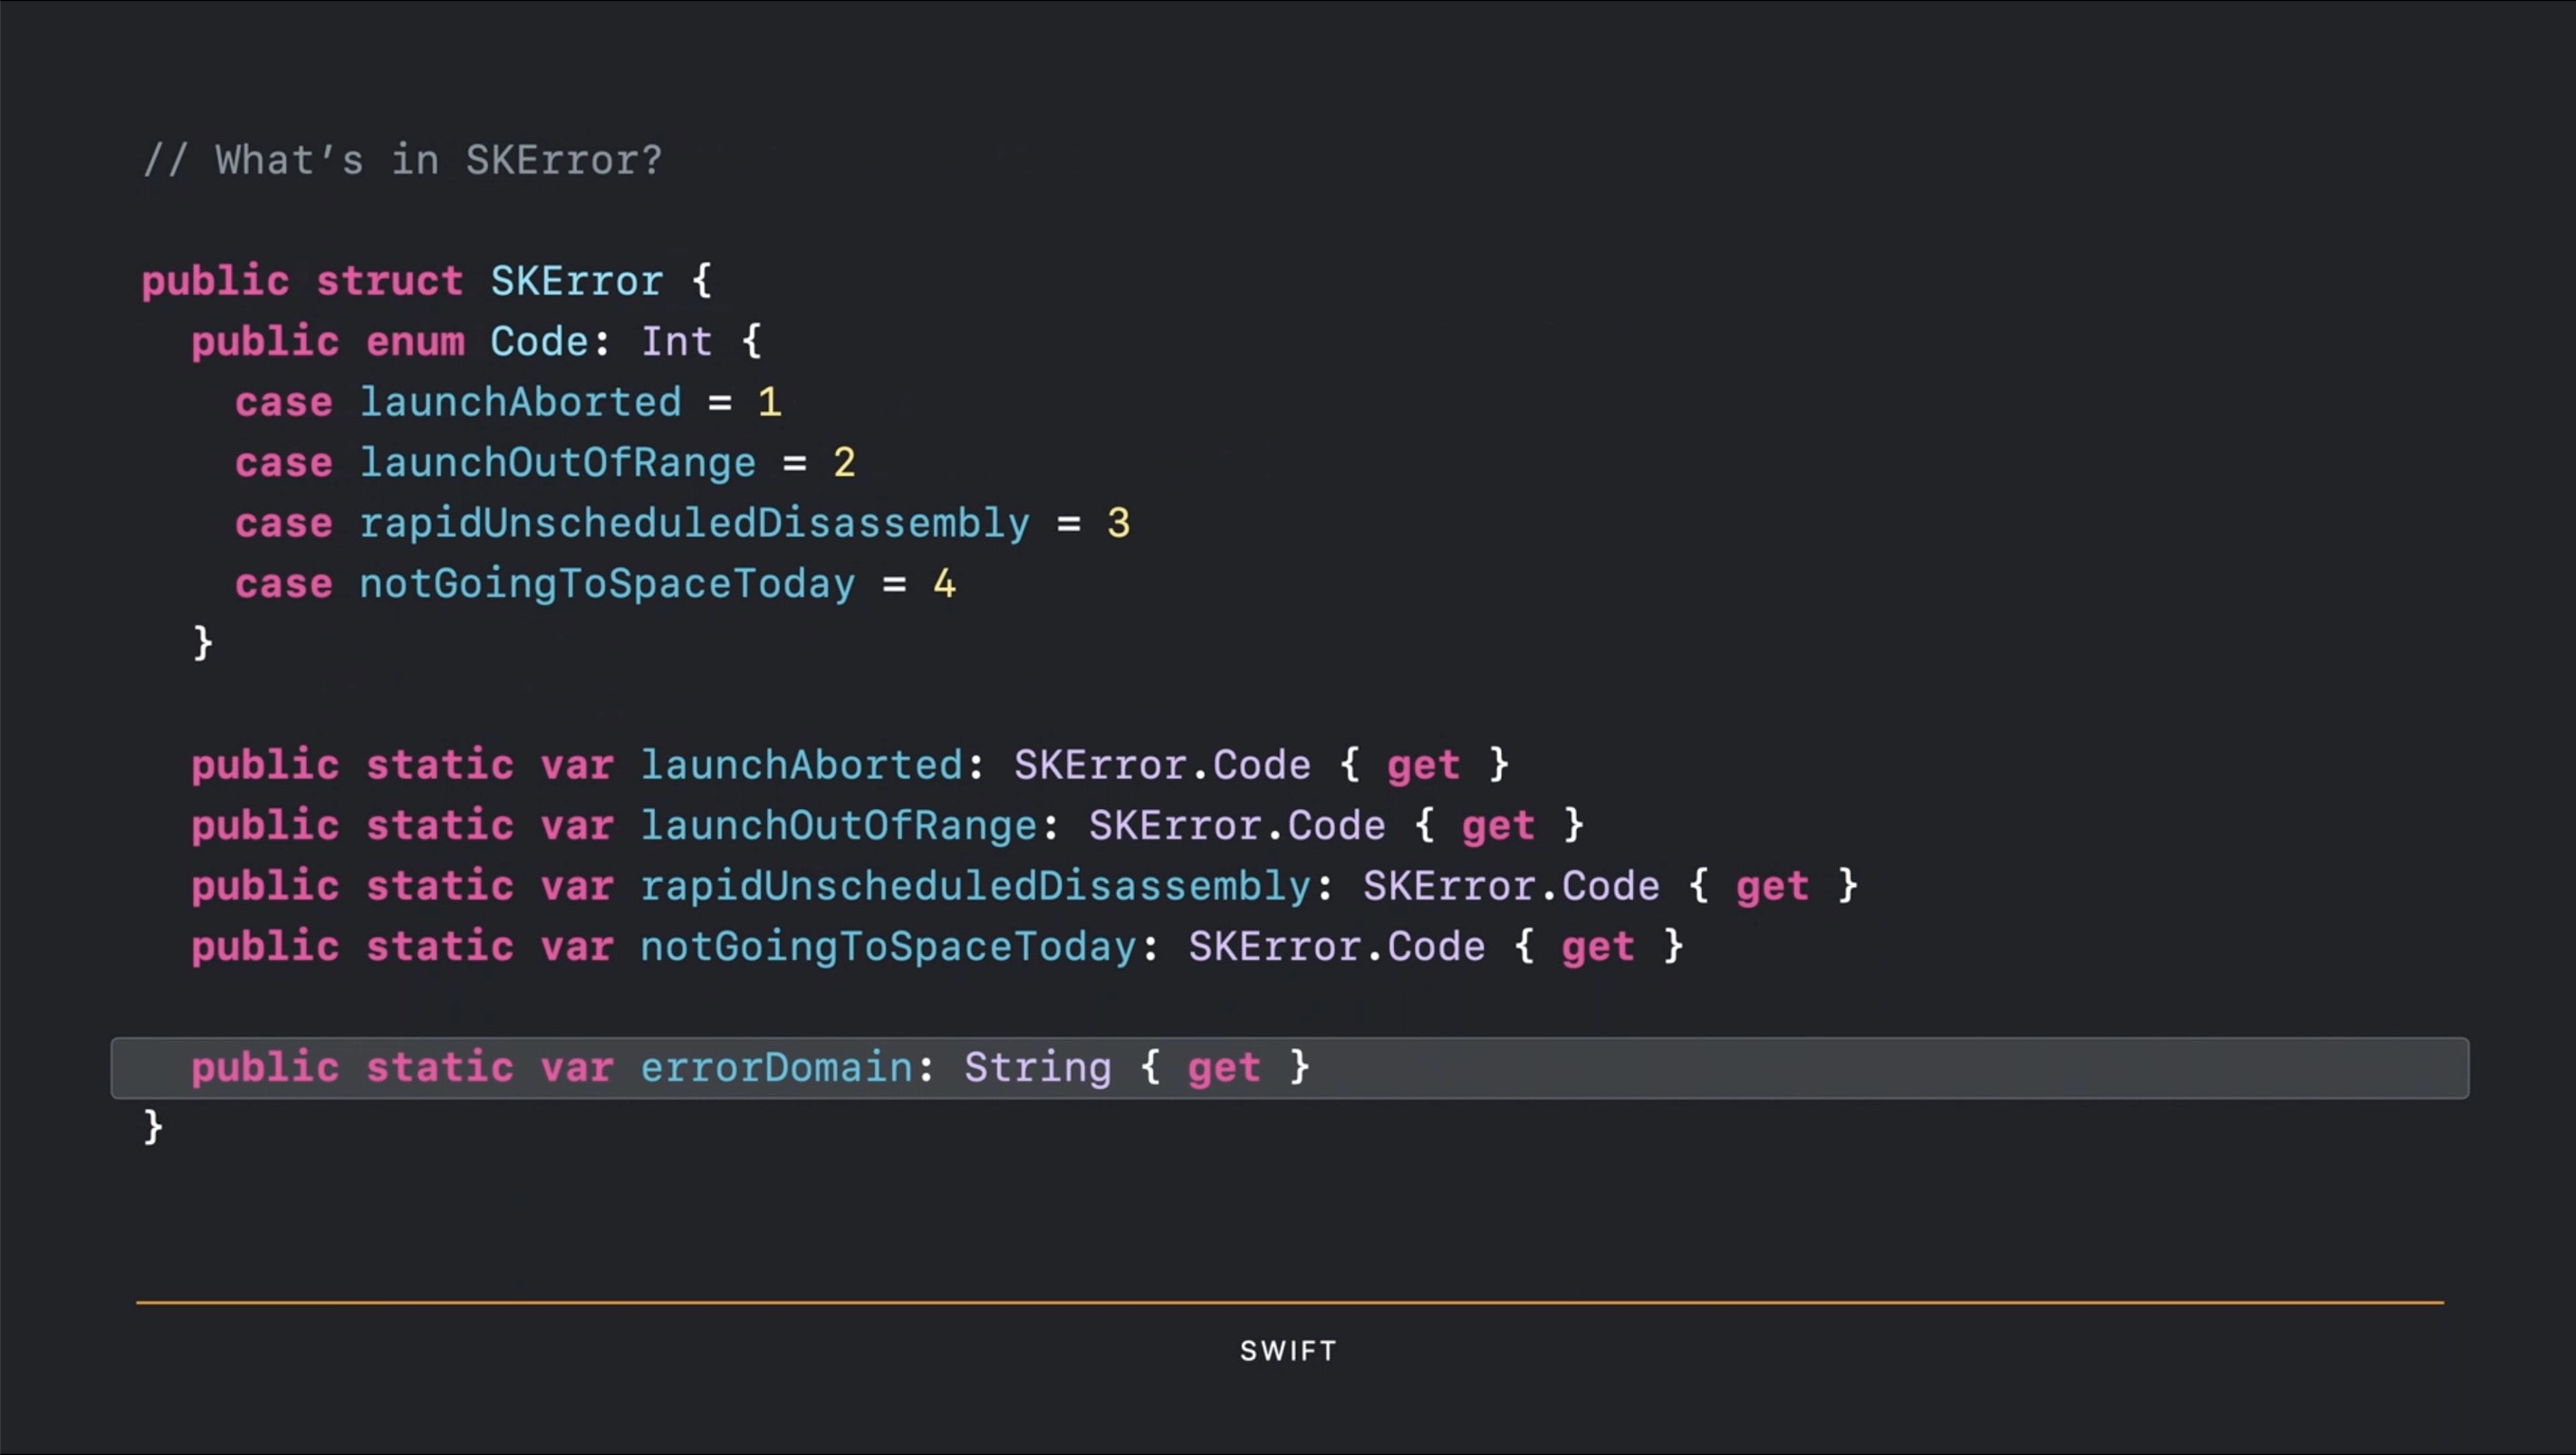 // What’s in SKError?
public struct SKError {
  public enum Code: Int {
    case launchAborted = 1
    case launchOutOfRange = 2
    case rapidUnscheduledDisassembly = 3
    case notGoingToSpaceToday = 4
  }
  public static var launchAborted: SKError.Code { get }
  public static var launchOutOfRange: SKError.Code { get }
  public static var rapidUnscheduledDisassembly: SKError.Code { get }
  public static var notGoingToSpaceToday: SKError.Code { get }
  public static var errorDomain: String { get }
}
SWIFT